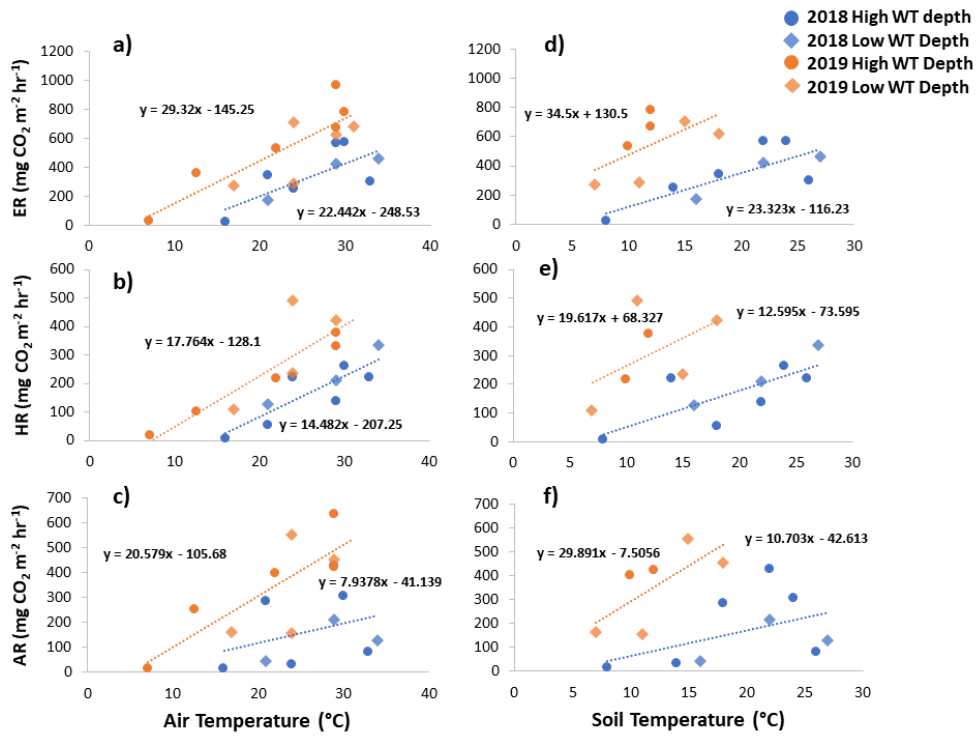 2018 High WT depth
2018 Low WT Depth
2019 High WT Depth
2019 Low WT Depth
a)
ER (mg CO2 m-2 hr-1)
1200
1000
800
600
400
200
0
0 10 20 30 40
y = 29.32x - 145.25
y = 22.442x - 248.53
d)
1200
1000
800
600
400
200
0
0 5 10 15 20 25 30
y = 34.5x + 130.5
y = 23.323x - 116.23
b)
HR (mg CO2 m-2 hr-1)
600
500
400
300
200
100
0
0 10 20 30 40
y = 17.764x - 128.1
y = 14.482x - 207.25
e)
600
500
400
300
200
100
0
0 5 10 15 20 25 30
y = 19.617x + 68.327
y = 12.595x - 73.595
c)
AR (mg CO2 m-2 hr-1)
700
600
500
400
300
200
100
0
0 10 20 30 40
y = 20.579x - 105.68
y = 7.9378x - 41.139
Air Temperature (°C)
f)
700
600
500
400
300
200
100
0
0 5 10 15 20 25 30
y = 29.891x - 7.5056
y = 10.703x - 42.613
Soil Temperature (°C)